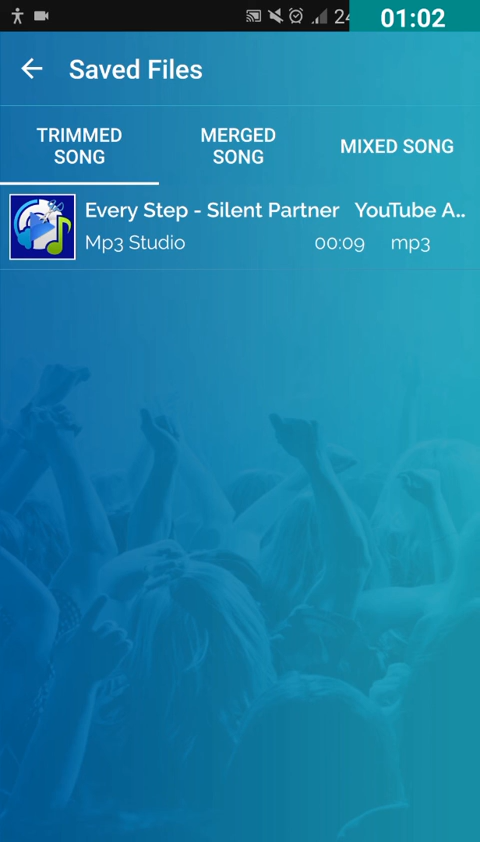 24
01:02
Saved Files
TRIMMED
SONG
MERGED
SONG
MIXED SONG
Every Step - Silent Partner YouTube A..
Mp3 Studio 00:09 mp3